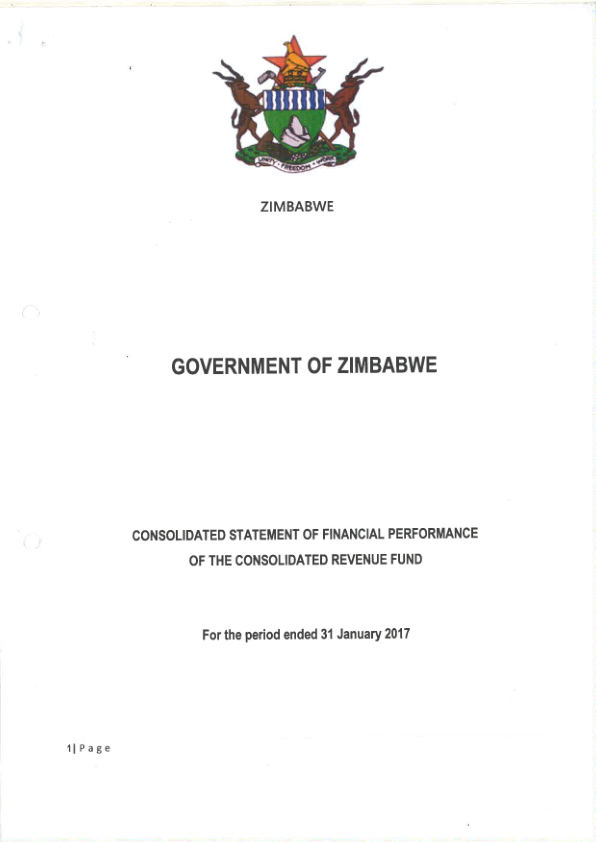 UNITY • FREEDOM • WORK
ZIMBABWE
GOVERNMENT OF ZIMBABWE
CONSOLIDATED STATEMENT OF FINANCIAL PERFORMANCE
OF THE CONSOLIDATED REVENUE FUND
For the period ended 31 January 2017
1| P a g e